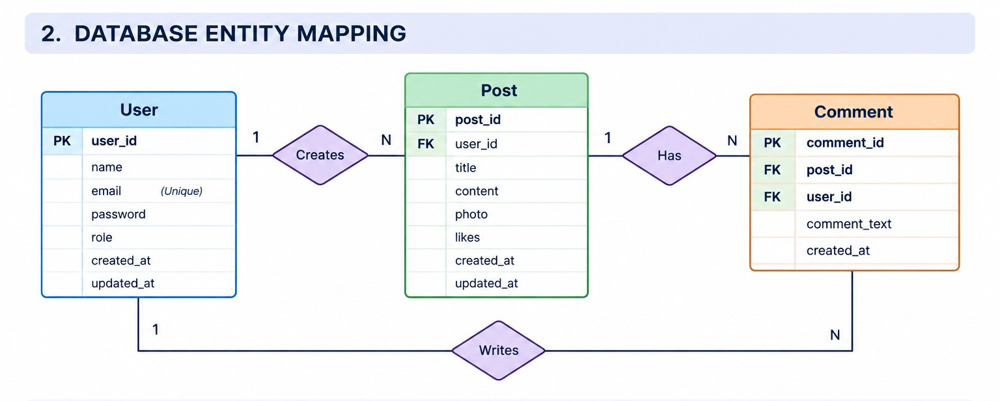 2. DATABASE ENTITY MAPPING
User
PK user_id
name
email (Unique)
password
role
created_at
updated_at
1
Creates
N
Post
PK post_id
FK user_id
title
content
photo
likes
created_at
updated_at
1
Has
N
Comment
PK comment_id
FK post_id
FK user_id
comment_text
created_at
1
Writes
N